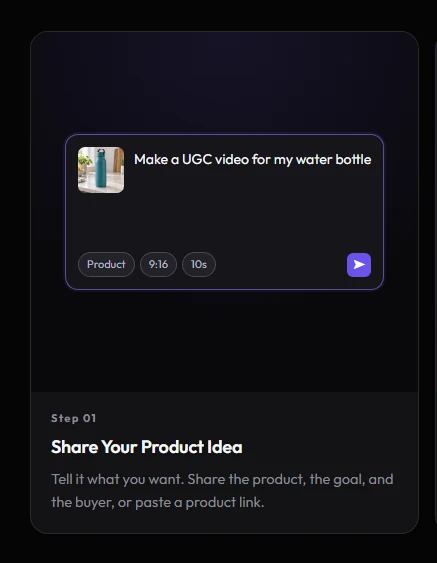 Make a UGC video for my water bottle
Product
9:16
10s
Step 01
Share Your Product Idea
Tell it what you want. Share the product, the goal, and
the buyer, or paste a product link.